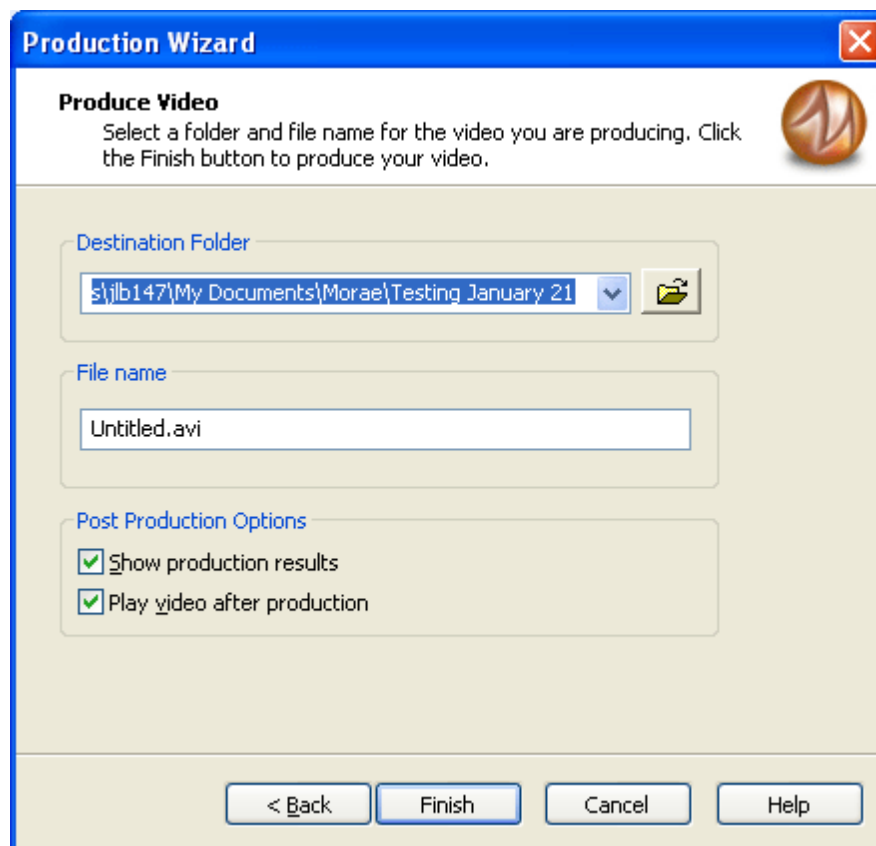 Production Wizard
Produce Video
Select a folder and file name for the video you are producing. Click
the Finish button to produce your video.
Destination Folder
s\jlb147\My Documents\Morae\Testing January 21
File name
Untitled.avi
Post Production Options
Show production results
Play video after production
< Back Finish Cancel Help